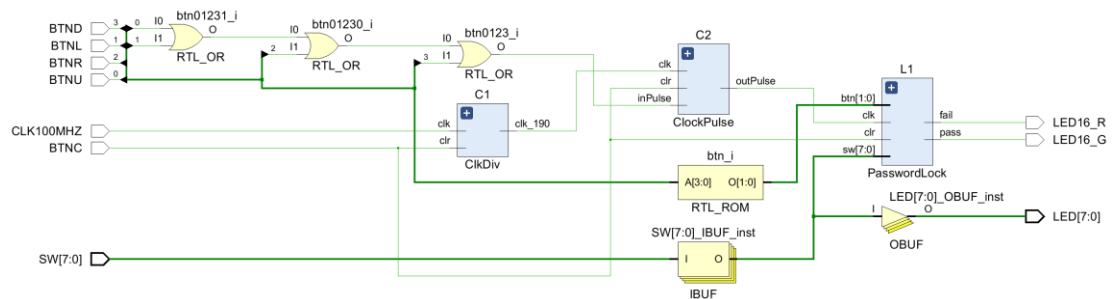 btn01231_i
BTND 3 0 I0 O
BTNL 1 1 I1
RTL_OR
BTNR 2
BTNU 0
btn01230_i
I0 O
2 I1
RTL_OR
btn0123_i
I0 O
3 I1
RTL_OR
C1
CLK100MHZ clk clk_190
BTNC clr
ClkDiv
C2
clk
clr outPulse
inPulse
ClockPulse
L1
btn[1:0]
clk fail LED16_R
clr pass LED16_G
sw[7:0]
PasswordLock
btn_i
A[3:0] O[1:0]
RTL_ROM
LED[7:0]_OBUF_inst
I O LED[7:0]
OBUF
SW[7:0]_IBUF_inst
SW[7:0] I O
IBUF